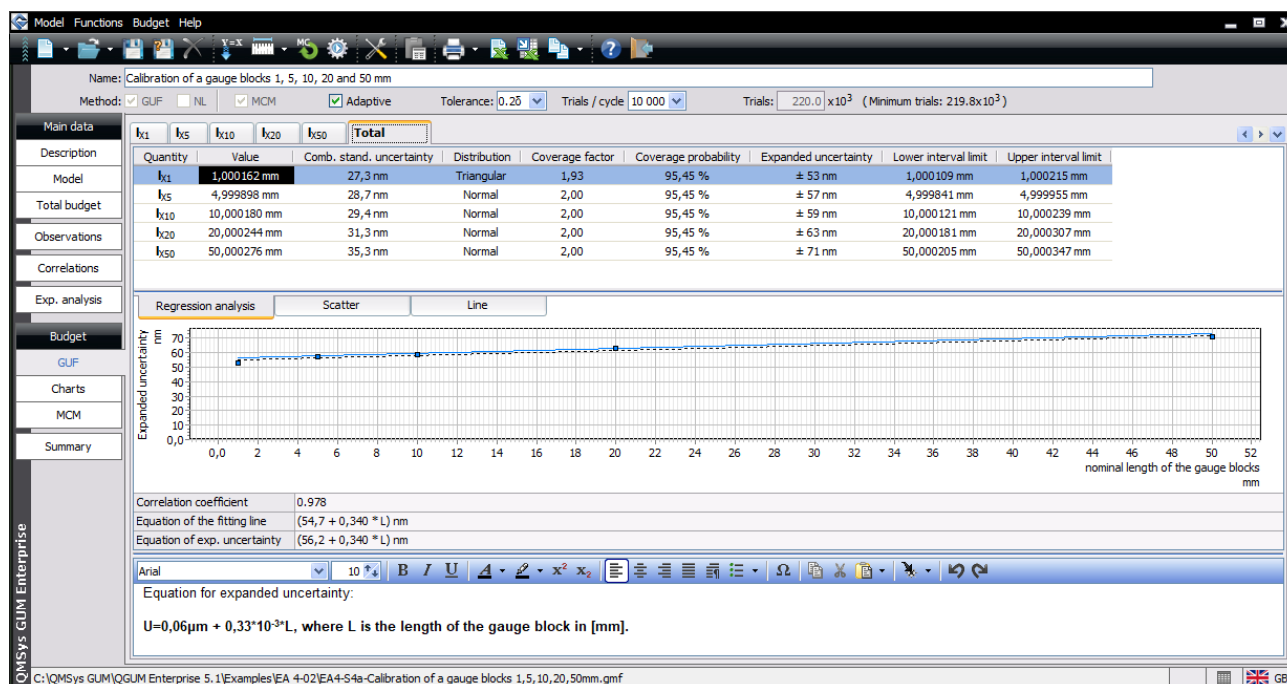 Model Functions Budget Help
Name: Calibration of a gauge blocks 1, 5, 10, 20 and 50 mm
Method: GUF NL MCM Adaptive Tolerance: 0.2δ Trials / cycle 10 000 Trials: 220.0 x10³ (Minimum trials: 219.8x10³)
Main data
Description
Model
Total budget
Observations
Correlations
Exp. analysis
Budget
GUF
Charts
MCM
Summary
lX1 lX5 lX10 lX20 lX50 Total
Quantity Value Comb. stand. uncertainty Distribution Coverage factor Coverage probability Expanded uncertainty Lower interval limit Upper interval limit
lX1 1,000162 mm 27,3 nm Triangular 1,93 95,45 % ± 53 nm 1,000109 mm 1,000215 mm
lX5 4,999898 mm 28,7 nm Normal 2,00 95,45 % ± 57 nm 4,999841 mm 4,999955 mm
lX10 10,000180 mm 29,4 nm Normal 2,00 95,45 % ± 59 nm 10,000121 mm 10,000239 mm
lX20 20,000244 mm 31,3 nm Normal 2,00 95,45 % ± 63 nm 20,000181 mm 20,000307 mm
lX50 50,000276 mm 35,3 nm Normal 2,00 95,45 % ± 71 nm 50,000205 mm 50,000347 mm
Regression analysis Scatter Line
Expanded uncertainty
nm
70
60
50
40
30
20
10
0,0
0,0 2 4 6 8 10 12 14 16 18 20 22 24 26 28 30 32 34 36 38 40 42 44 46 48 50 52
nominal length of the gauge blocks
mm
Correlation coefficient 0.978
Equation of the fitting line (54,7 + 0,340 * L) nm
Equation of exp. uncertainty (56,2 + 0,340 * L) nm
Arial 10 B I U A x² x₂ Ω
Equation for expanded uncertainty:
U=0,06µm + 0,33*10⁻³*L, where L is the length of the gauge block in [mm].
QMSys GUM Enterprise
C:\QMSys GUM\QGUM Enterprise 5.1\Examples\EA 4-02\EA4-S4a-Calibration of a gauge blocks 1,5,10,20,50mm.gmf